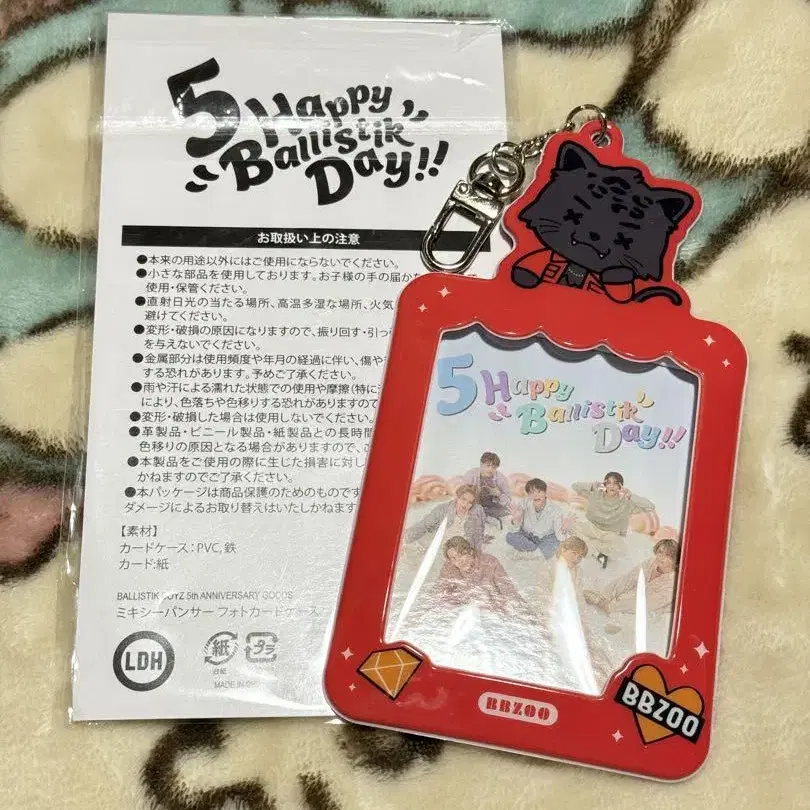 5 Happy
Ballistik
Day!!
お取扱い上の注意
●本来の用途以外にはご使用にならないでください。
●小さな部品を使用しております。お子様の手の届か
使用・保管ください。
●直射日光の当たる場所、高温多湿な場所、火気
避けてください。
●変形・破損の原因になりますので、振り回す・引っ
を与えないでください。
●金属部分は使用頻度や年月の経過に伴い、傷や
する恐れがあります。予めご了承ください。
●雨や汗による濡れた状態での使用や摩擦(特に
により、色落ちや色移りする恐れがありますので
●変形・破損した場合は使用しないでください。
●革製品・ビニール製品・紙製品との長時間
色移りの原因となる場合がありますので、
●本製品をご使用の際に生じた損害に対し
かねますのでご了承ください。
●本パッケージは商品保護のためのものです
ダメージによるお取り替えはいたしかねます
【素材】
カードケース:PVC,鉄
カード:紙
BALLISTIK BOYZ 5th ANNIVERSARY GOODS
ミキシーパンサー フォトカードケース
LDH
紙
台紙
プラ
MADE IN
5 Happy
Ballistik
Day!!
BBZOO
BBZOO